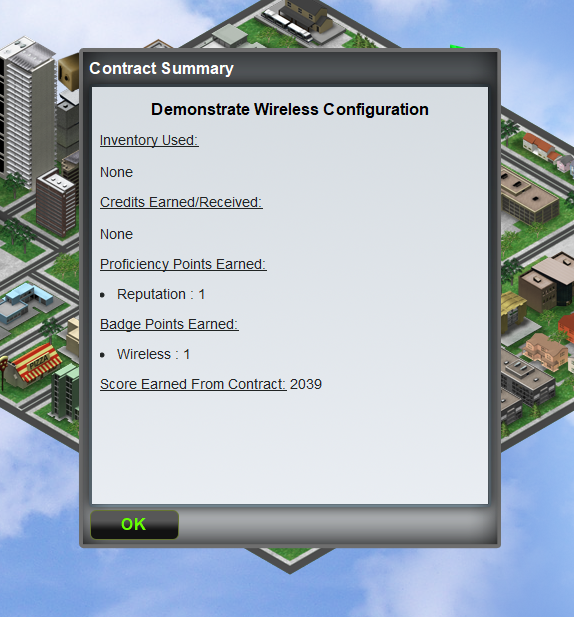 Contract Summary
Demonstrate Wireless Configuration
Inventory Used:
None
Credits Earned/Received:
None
Proficiency Points Earned:
• Reputation : 1
Badge Points Earned:
• Wireless : 1
Score Earned From Contract: 2039
PIZZA
OK